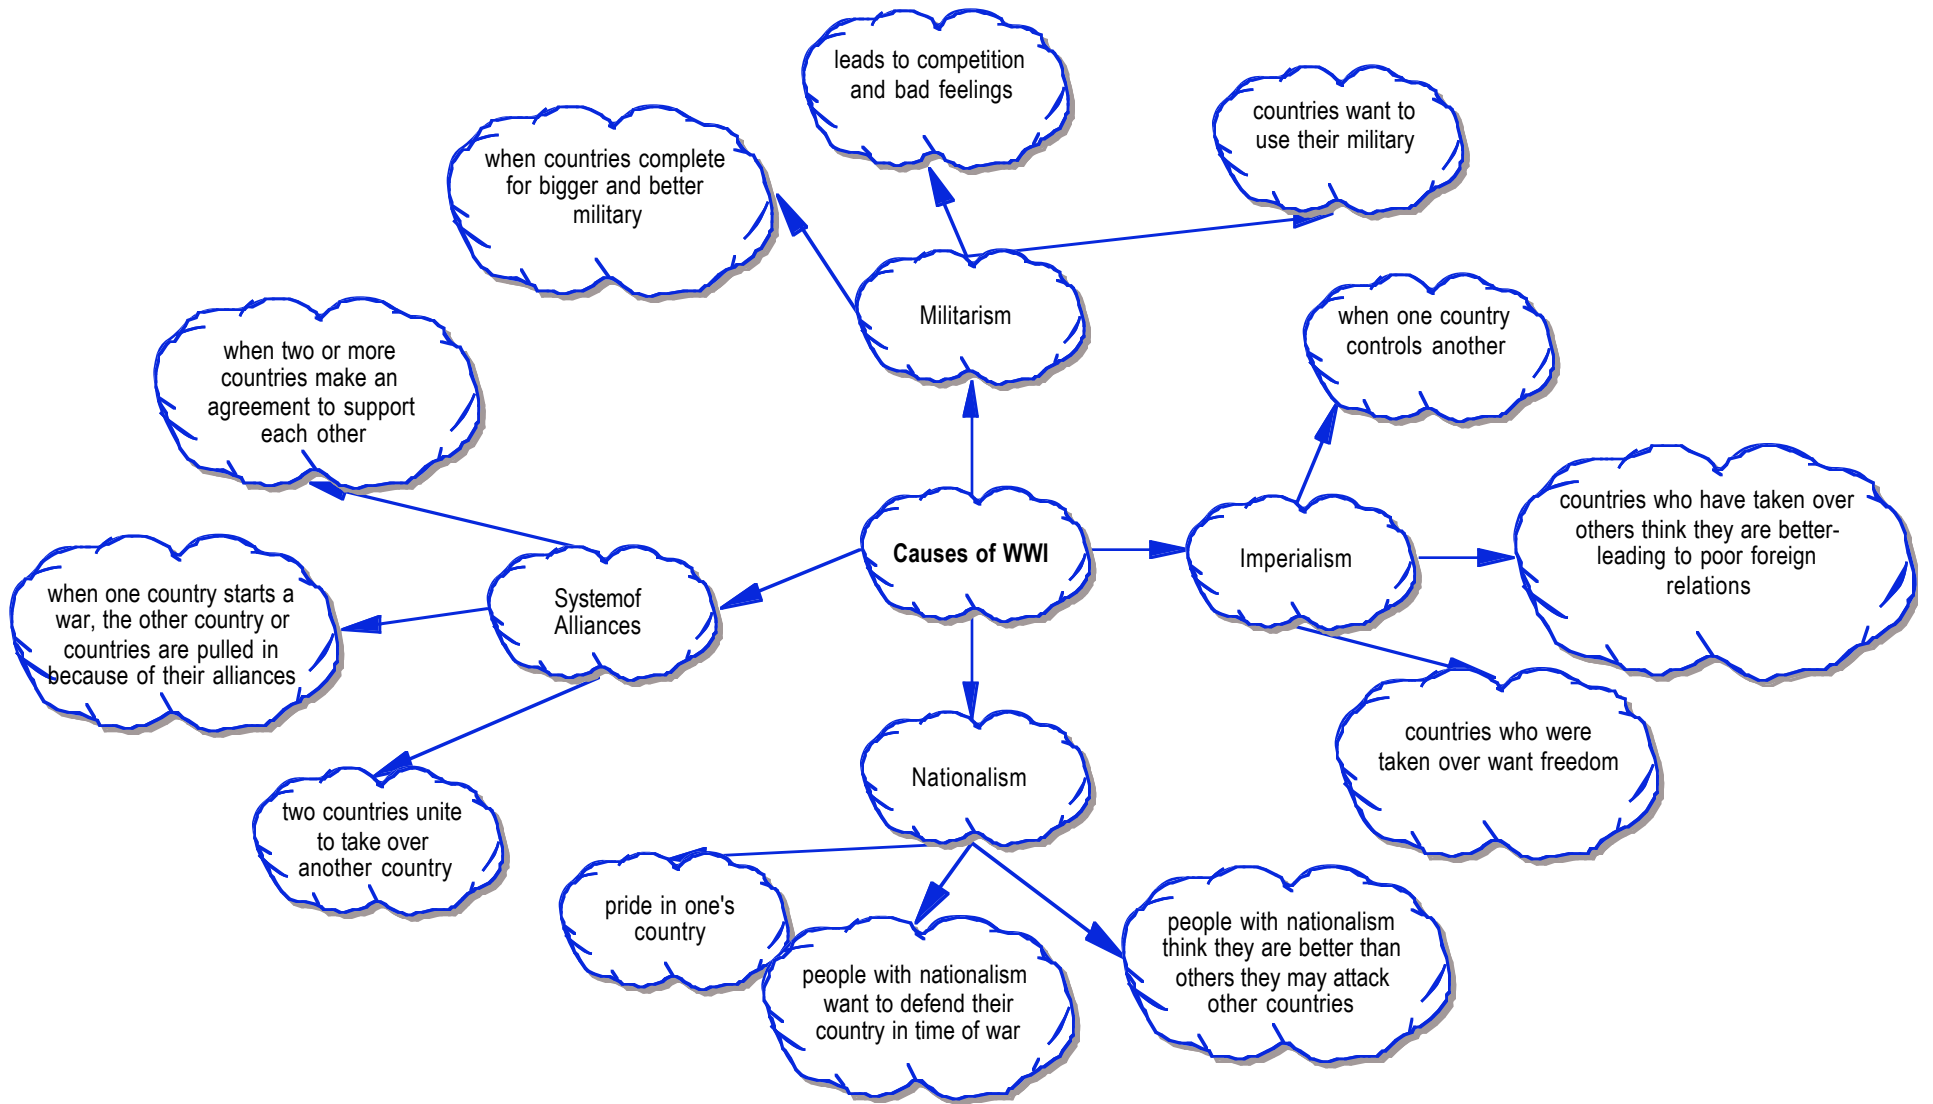 leads to competition
and bad feelings
countries want to
use their military
when countries complete
for bigger and better
military
Militarism
when one country
controls another
when two or more
countries make an
agreement to support
each other
countries who have taken over
others think they are better-
leading to poor foreign
relations
Causes of WWI
Imperialism
Systemof
Alliances
when one country starts a
war, the other country or
countries are pulled in
because of their alliances
countries who were
taken over want freedom
Nationalism
two countries unite
to take over
another country
pride in one's
country
people with nationalism
want to defend their
country in time of war
people with nationalism
think they are better than
others they may attack
other countries